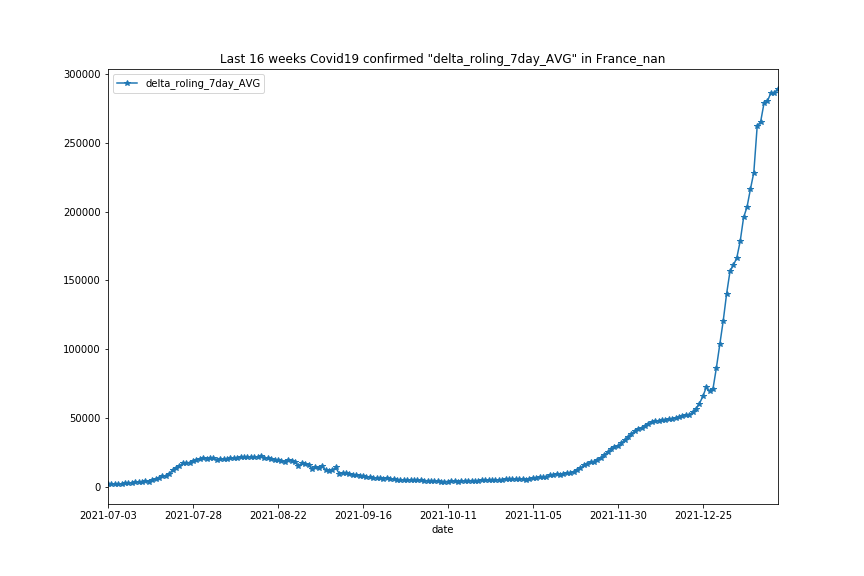 Last 16 weeks Covid19 confirmed "delta_roling_7day_AVG" in France_nan
delta_roling_7day_AVG
300000
250000
200000
150000
100000
50000
0
2021-07-03 2021-07-28 2021-08-22 2021-09-16 2021-10-11 2021-11-05 2021-11-30 2021-12-25
date